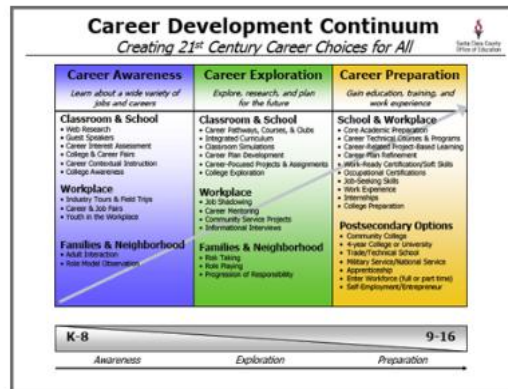 Career Development Continuum
Creating 21st Century Career Choices for All
Santa Clara County
Office of Education
Career Awareness
Learn about a wide variety of
jobs and careers
Classroom & School
• Web Research
• Guest Speakers
• Career Interest Assessment
• College & Career Fairs
• Career Contextual Instruction
• College Awareness
Workplace
• Industry Tours & Field Trips
• Career & Job Fairs
• Youth in the Workplace
Families & Neighborhood
• Adult Interaction
• Role Model Observation
Career Exploration
Explore, research, and plan
for the future
Classroom & School
• Career Pathways, Courses, & Clubs
• Integrated Curriculum
• Classroom Simulations
• Career Plan Development
• Career-Focused Projects & Assignments
• College Exploration
Workplace
• Job Shadowing
• Career Mentoring
• Community Service Projects
• Informational Interviews
Families & Neighborhood
• Risk Taking
• Role Playing
• Progression of Responsibility
Career Preparation
Gain education, training, and
work experience
School & Workplace
• Core Academic Preparation
• Career Technical Courses & Programs
• Career-Related Project-Based Learning
• Career Plan Refinement
• Work-Ready Certification/Soft Skills
• Occupational Certifications
• Job-Seeking Skills
• Work Experience
• Internships
• College Preparation
Postsecondary Options
• Community College
• 4-year College or University
• Trade/Technical School
• Military Service/National Service
• Apprenticeship
• Enter Workforce (full or part time)
• Self-Employment/Entrepreneur
K-8
9-16
Awareness
Exploration
Preparation